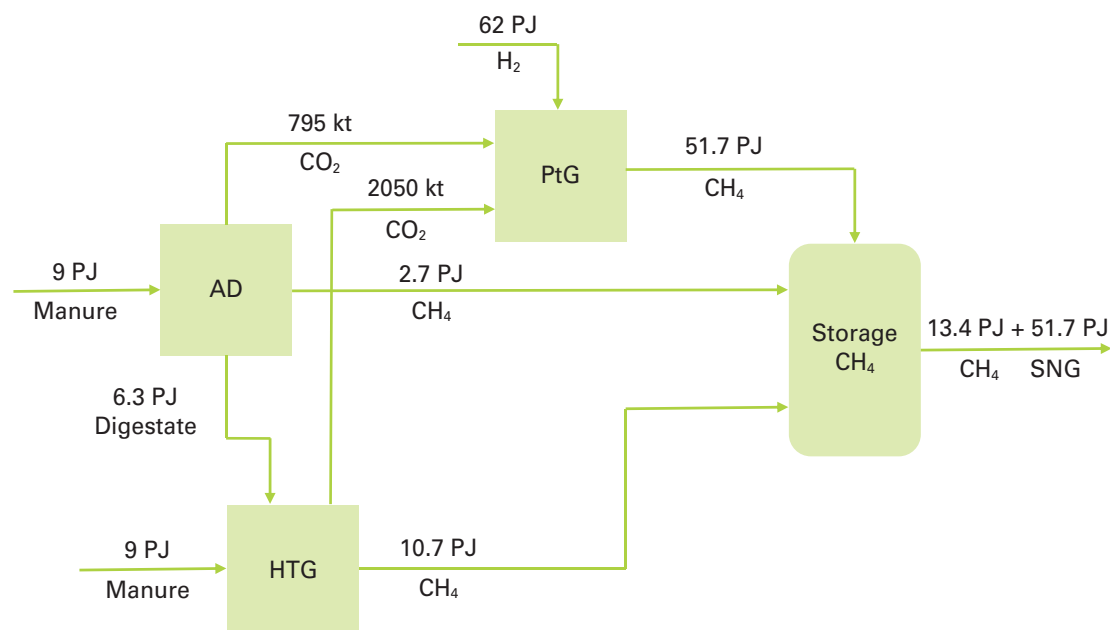 62 PJ
H₂
795 kt
CO₂
PtG
51.7 PJ
CH₄
2050 kt
CO₂
9 PJ
Manure
AD
2.7 PJ
CH₄
Storage
CH₄
13.4 PJ + 51.7 PJ
CH₄ SNG
6.3 PJ
Digestate
9 PJ
Manure
HTG
10.7 PJ
CH₄